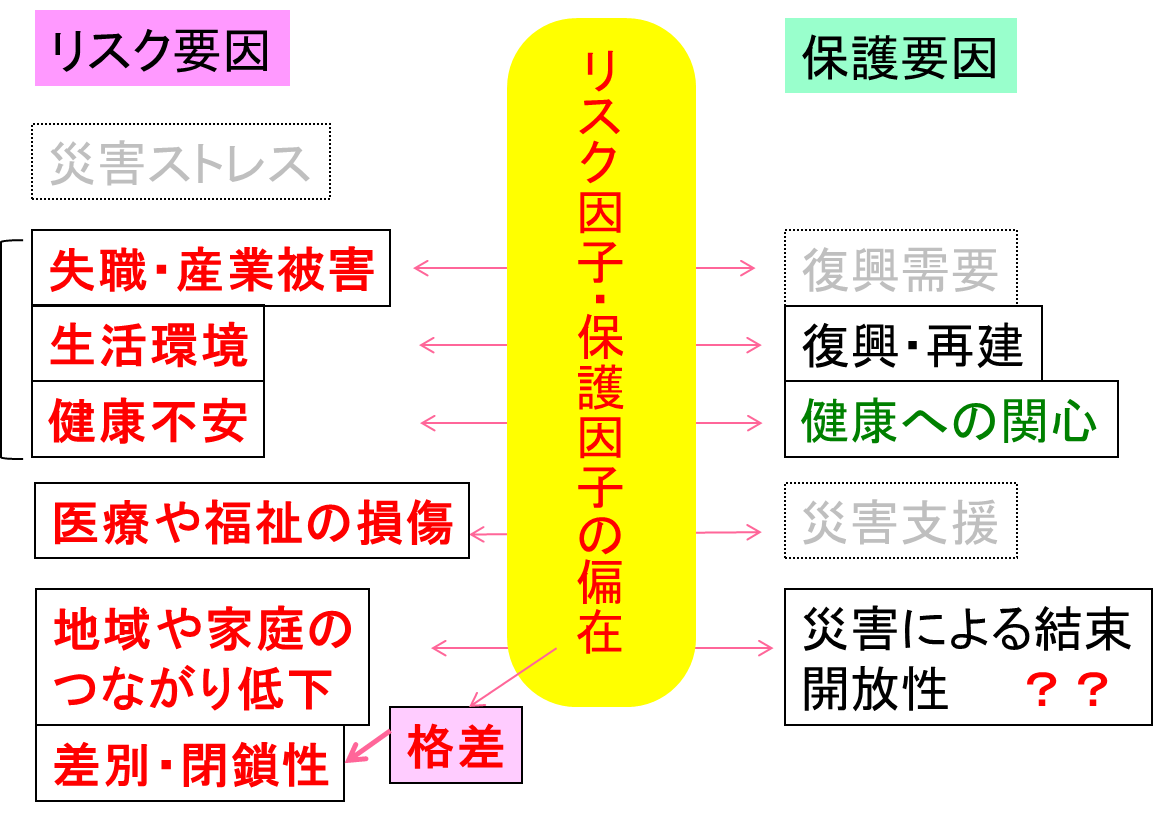 リスク要因
災害ストレス
失職・産業被害
生活環境
健康不安
医療や福祉の損傷
地域や家庭の
つながり低下
差別・閉鎖性
格差
リスク因子・保護因子の偏在
保護要因
復興需要
復興・再建
健康への関心
災害支援
災害による結束
開放性　？？